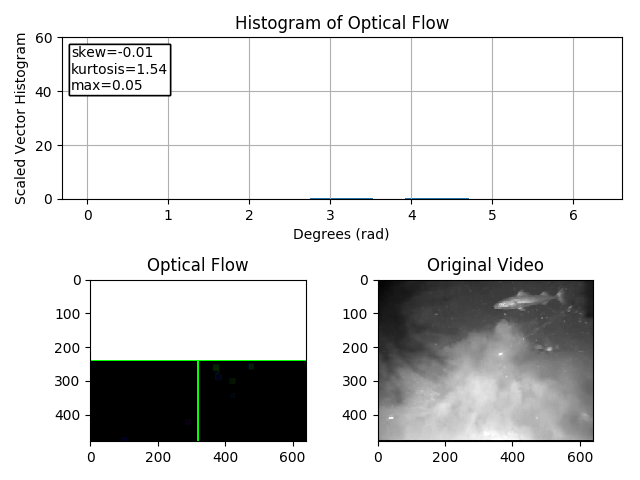 Histogram of Optical Flow
Scaled Vector Histogram
60
40
20
0
skew=-0.01
kurtosis=1.54
max=0.05
0 1 2 3 4 5 6
Degrees (rad)
Optical Flow
0
100
200
300
400
0 200 400 600
Original Video
0
100
200
300
400
0 200 400 600